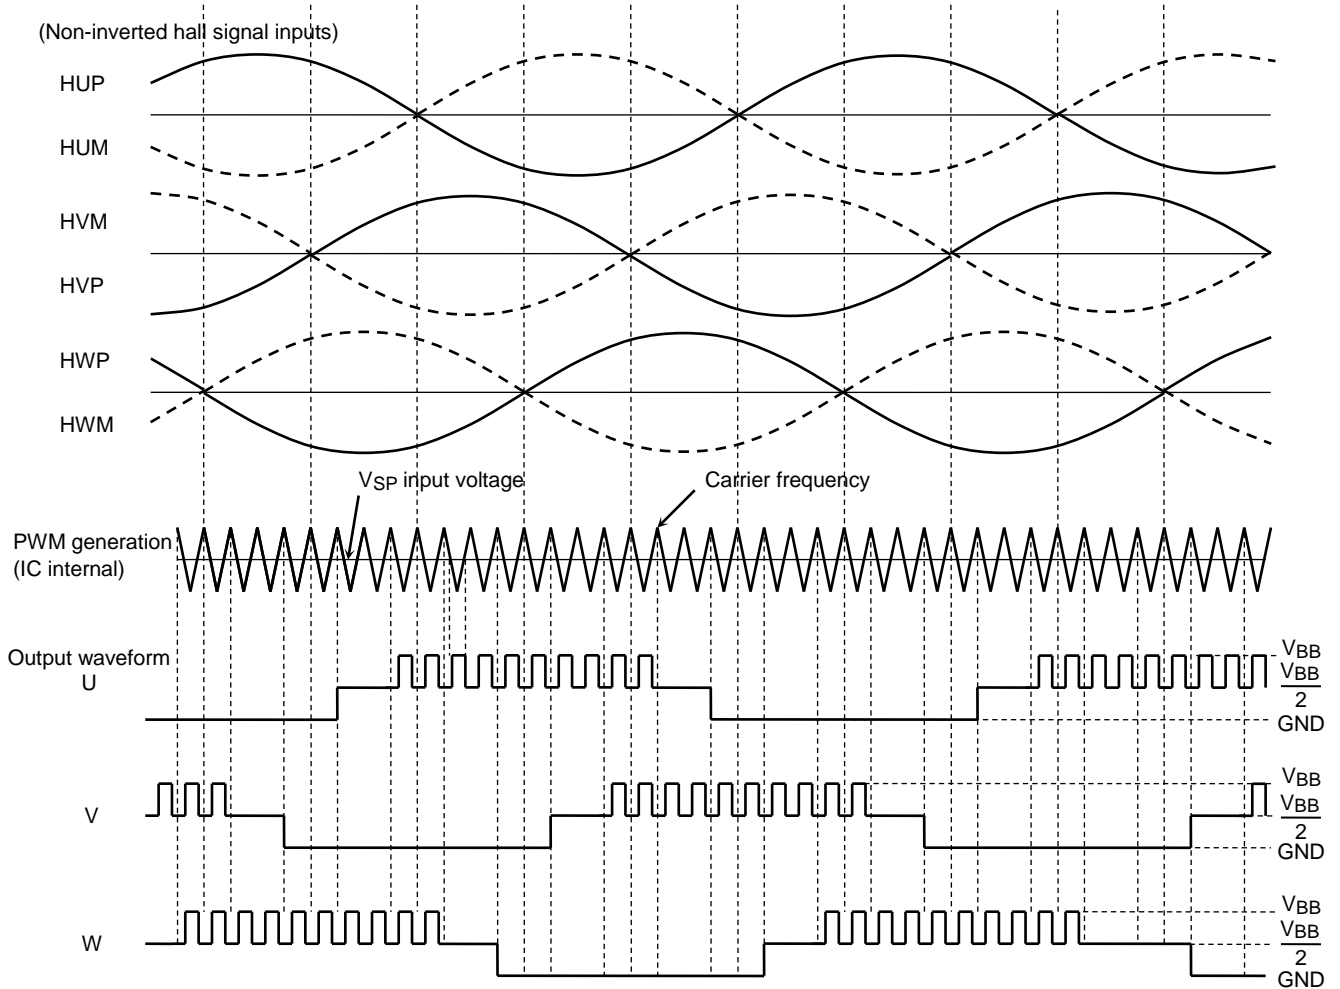 (Non-inverted hall signal inputs)
HUP
HUM
HVM
HVP
HWP
HWM
VSP input voltage
Carrier frequency
PWM generation
(IC internal)
Output waveform
U
VBB
VBB
2
GND
V
VBB
VBB
2
GND
W
VBB
VBB
2
GND